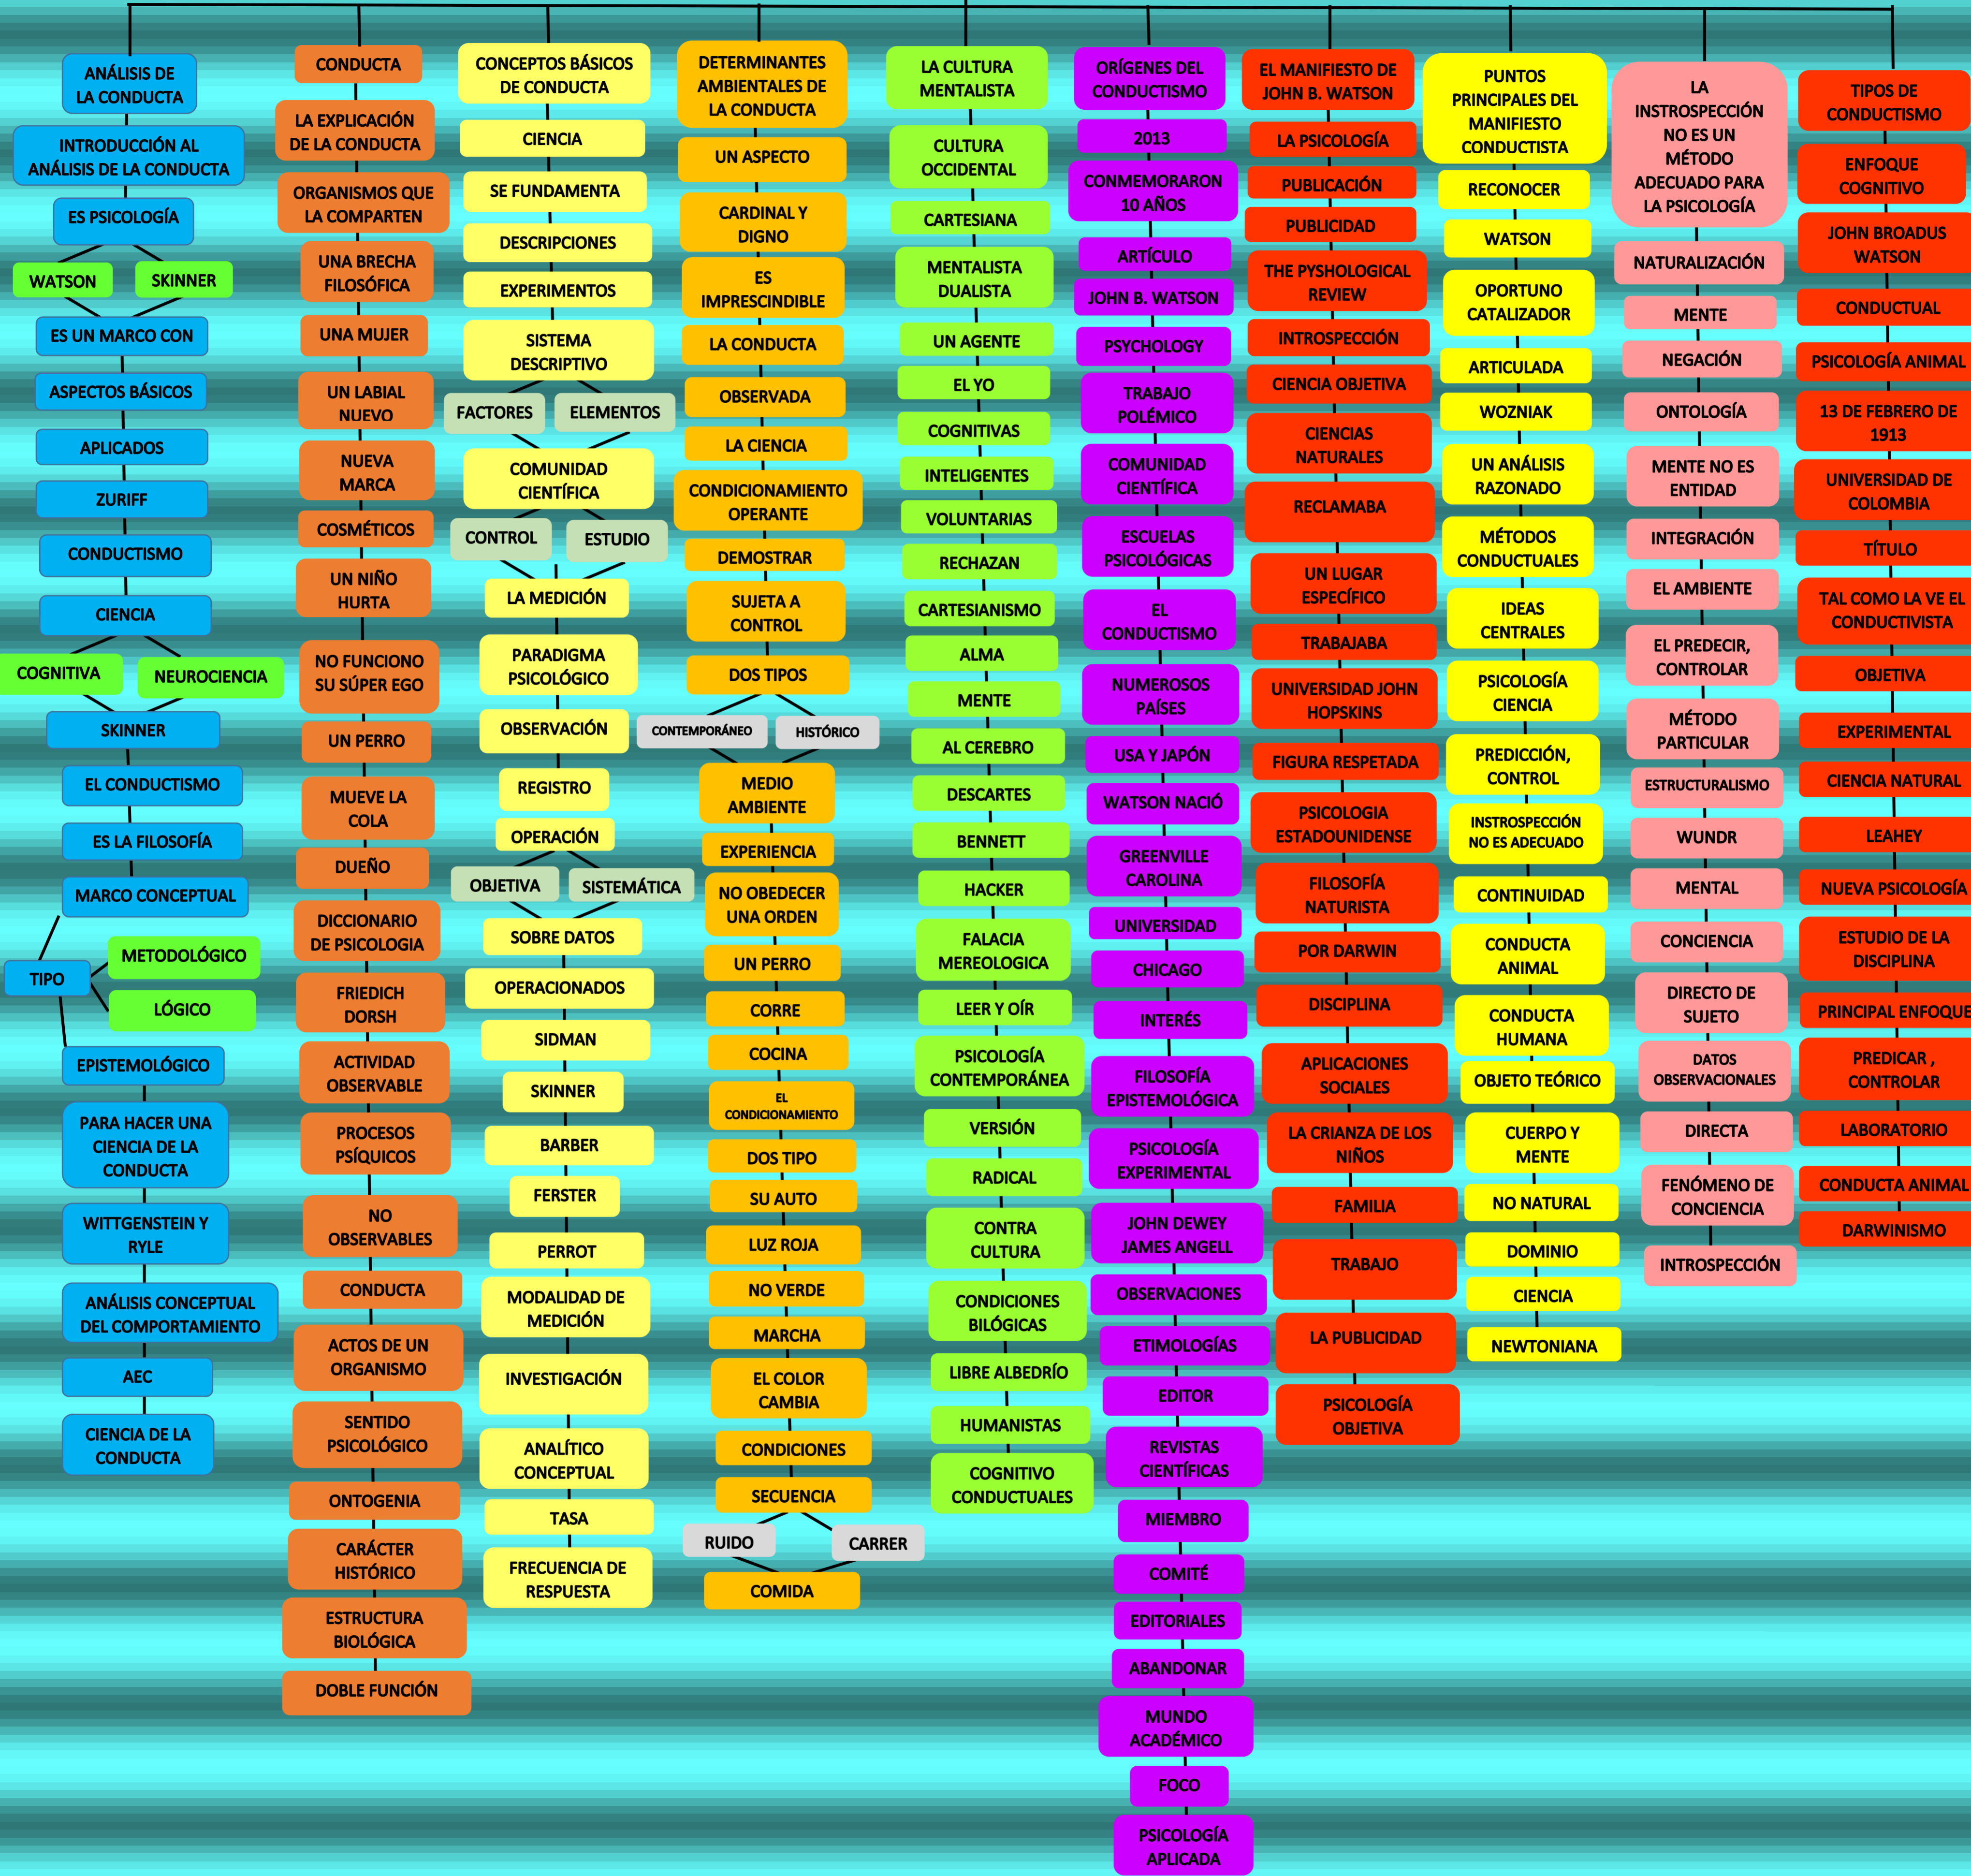 ANÁLISIS DE
LA CONDUCTA
INTRODUCCIÓN AL
ANÁLISIS DE LA CONDUCTA
ES PSICOLOGÍA
WATSON
SKINNER
ES UN MARCO CON
ASPECTOS BÁSICOS
APLICADOS
ZURIFF
CONDUCTISMO
CIENCIA
COGNITIVA
NEUROCIENCIA
SKINNER
EL CONDUCTISMO
ES LA FILOSOFÍA
MARCO CONCEPTUAL
METODOLÓGICO
TIPO
LÓGICO
EPISTEMOLÓGICO
PARA HACER UNA
CIENCIA DE LA
CONDUCTA
WITTGENSTEIN Y
RYLE
ANÁLISIS CONCEPTUAL
DEL COMPORTAMIENTO
AEC
CIENCIA DE LA
CONDUCTA
CONDUCTA
LA EXPLICACIÓN
DE LA CONDUCTA
ORGANISMOS QUE
LA COMPARTEN
UNA BRECHA
FILOSÓFICA
UNA MUJER
UN LABIAL
NUEVO
NUEVA
MARCA
COSMÉTICOS
UN NIÑO
HURTA
NO FUNCIONO
SU SÚPER EGO
UN PERRO
MUEVE LA
COLA
DUEÑO
DICCIONARIO
DE PSICOLOGIA
FRIEDICH
DORSH
ACTIVIDAD
OBSERVABLE
PROCESOS
PSÍQUICOS
NO
OBSERVABLES
CONDUCTA
ACTOS DE UN
ORGANISMO
SENTIDO
PSICOLÓGICO
ONTOGENIA
CARÁCTER
HISTÓRICO
ESTRUCTURA
BIOLÓGICA
DOBLE FUNCIÓN
CONCEPTOS BÁSICOS
DE CONDUCTA
CIENCIA
SE FUNDAMENTA
DESCRIPCIONES
EXPERIMENTOS
SISTEMA
DESCRIPTIVO
FACTORES
ELEMENTOS
COMUNIDAD
CIENTÍFICA
CONTROL
ESTUDIO
LA MEDICIÓN
PARADIGMA
PSICOLÓGICO
OBSERVACIÓN
REGISTRO
OPERACIÓN
OBJETIVA
SISTEMÁTICA
SOBRE DATOS
OPERACIONADOS
SIDMAN
SKINNER
BARBER
FERSTER
PERROT
MODALIDAD DE
MEDICIÓN
INVESTIGACIÓN
ANALÍTICO
CONCEPTUAL
TASA
FRECUENCIA DE
RESPUESTA
DETERMINANTES
AMBIENTALES DE
LA CONDUCTA
UN ASPECTO
CARDINAL Y
DIGNO
ES
IMPRESCINDIBLE
LA CONDUCTA
OBSERVADA
LA CIENCIA
CONDICIONAMIENTO
OPERANTE
DEMOSTRAR
SUJETA A
CONTROL
DOS TIPOS
CONTEMPORÁNEO
HISTÓRICO
MEDIO
AMBIENTE
EXPERIENCIA
NO OBEDECER
UNA ORDEN
UN PERRO
CORRE
COCINA
EL
CONDICIONAMIENTO
DOS TIPO
SU AUTO
LUZ ROJA
NO VERDE
MARCHA
EL COLOR
CAMBIA
CONDICIONES
SECUENCIA
RUIDO
CARRER
COMIDA
LA CULTURA
MENTALISTA
CULTURA
OCCIDENTAL
CARTESIANA
MENTALISTA
DUALISTA
UN AGENTE
EL YO
COGNITIVAS
INTELIGENTES
VOLUNTARIAS
RECHAZAN
CARTESIANISMO
ALMA
MENTE
AL CEREBRO
DESCARTES
BENNETT
HACKER
FALACIA
MEREOLOGICA
LEER Y OÍR
PSICOLOGÍA
CONTEMPORÁNEA
VERSIÓN
RADICAL
CONTRA
CULTURA
CONDICIONES
BILÓGICAS
LIBRE ALBEDRÍO
HUMANISTAS
COGNITIVO
CONDUCTUALES
ORÍGENES DEL
CONDUCTISMO
2013
CONMEMORARON
10 AÑOS
ARTÍCULO
JOHN B. WATSON
PSYCHOLOGY
TRABAJO
POLÉMICO
COMUNIDAD
CIENTÍFICA
ESCUELAS
PSICOLÓGICAS
EL
CONDUCTISMO
NUMEROSOS
PAÍSES
USA Y JAPÓN
WATSON NACIÓ
GREENVILLE
CAROLINA
UNIVERSIDAD
CHICAGO
INTERÉS
FILOSOFÍA
EPISTEMOLÓGICA
PSICOLOGÍA
EXPERIMENTAL
JOHN DEWEY
JAMES ANGELL
OBSERVACIONES
ETIMOLOGÍAS
EDITOR
REVISTAS
CIENTÍFICAS
MIEMBRO
COMITÉ
EDITORIALES
ABANDONAR
MUNDO
ACADÉMICO
FOCO
PSICOLOGÍA
APLICADA
EL MANIFIESTO DE
JOHN B. WATSON
LA PSICOLOGÍA
PUBLICACIÓN
PUBLICIDAD
THE PYSHOLOGICAL
REVIEW
INTROSPECCIÓN
CIENCIA OBJETIVA
CIENCIAS
NATURALES
RECLAMABA
UN LUGAR
ESPECÍFICO
TRABAJABA
UNIVERSIDAD JOHN
HOPSKINS
FIGURA RESPETADA
PSICOLOGIA
ESTADOUNIDENSE
FILOSOFÍA
NATURISTA
POR DARWIN
DISCIPLINA
APLICACIONES
SOCIALES
LA CRIANZA DE LOS
NIÑOS
FAMILIA
TRABAJO
LA PUBLICIDAD
PSICOLOGÍA
OBJETIVA
PUNTOS
PRINCIPALES DEL
MANIFIESTO
CONDUCTISTA
RECONOCER
WATSON
OPORTUNO
CATALIZADOR
ARTICULADA
WOZNIAK
UN ANÁLISIS
RAZONADO
MÉTODOS
CONDUCTUALES
IDEAS
CENTRALES
PSICOLOGÍA
CIENCIA
PREDICCIÓN,
CONTROL
INSTROSPECCIÓN
NO ES ADECUADO
CONTINUIDAD
CONDUCTA
ANIMAL
CONDUCTA
HUMANA
OBJETO TEÓRICO
CUERPO Y
MENTE
NO NATURAL
DOMINIO
CIENCIA
NEWTONIANA
LA
INSTROSPECCIÓN
NO ES UN
MÉTODO
ADECUADO PARA
LA PSICOLOGÍA
NATURALIZACIÓN
MENTE
NEGACIÓN
ONTOLOGÍA
MENTE NO ES
ENTIDAD
INTEGRACIÓN
EL AMBIENTE
EL PREDECIR,
CONTROLAR
MÉTODO
PARTICULAR
ESTRUCTURALISMO
WUNDR
MENTAL
CONCIENCIA
DIRECTO DE
SUJETO
DATOS
OBSERVACIONALES
DIRECTA
FENÓMENO DE
CONCIENCIA
INTROSPECCIÓN
TIPOS DE
CONDUCTISMO
ENFOQUE
COGNITIVO
JOHN BROADUS
WATSON
CONDUCTUAL
PSICOLOGÍA ANIMAL
13 DE FEBRERO DE
1913
UNIVERSIDAD DE
COLOMBIA
TÍTULO
TAL COMO LA VE EL
CONDUCTIVISTA
OBJETIVA
EXPERIMENTAL
CIENCIA NATURAL
LEAHEY
NUEVA PSICOLOGÍA
ESTUDIO DE LA
DISCIPLINA
PRINCIPAL ENFOQUE
PREDICAR ,
CONTROLAR
LABORATORIO
CONDUCTA ANIMAL
DARWINISMO